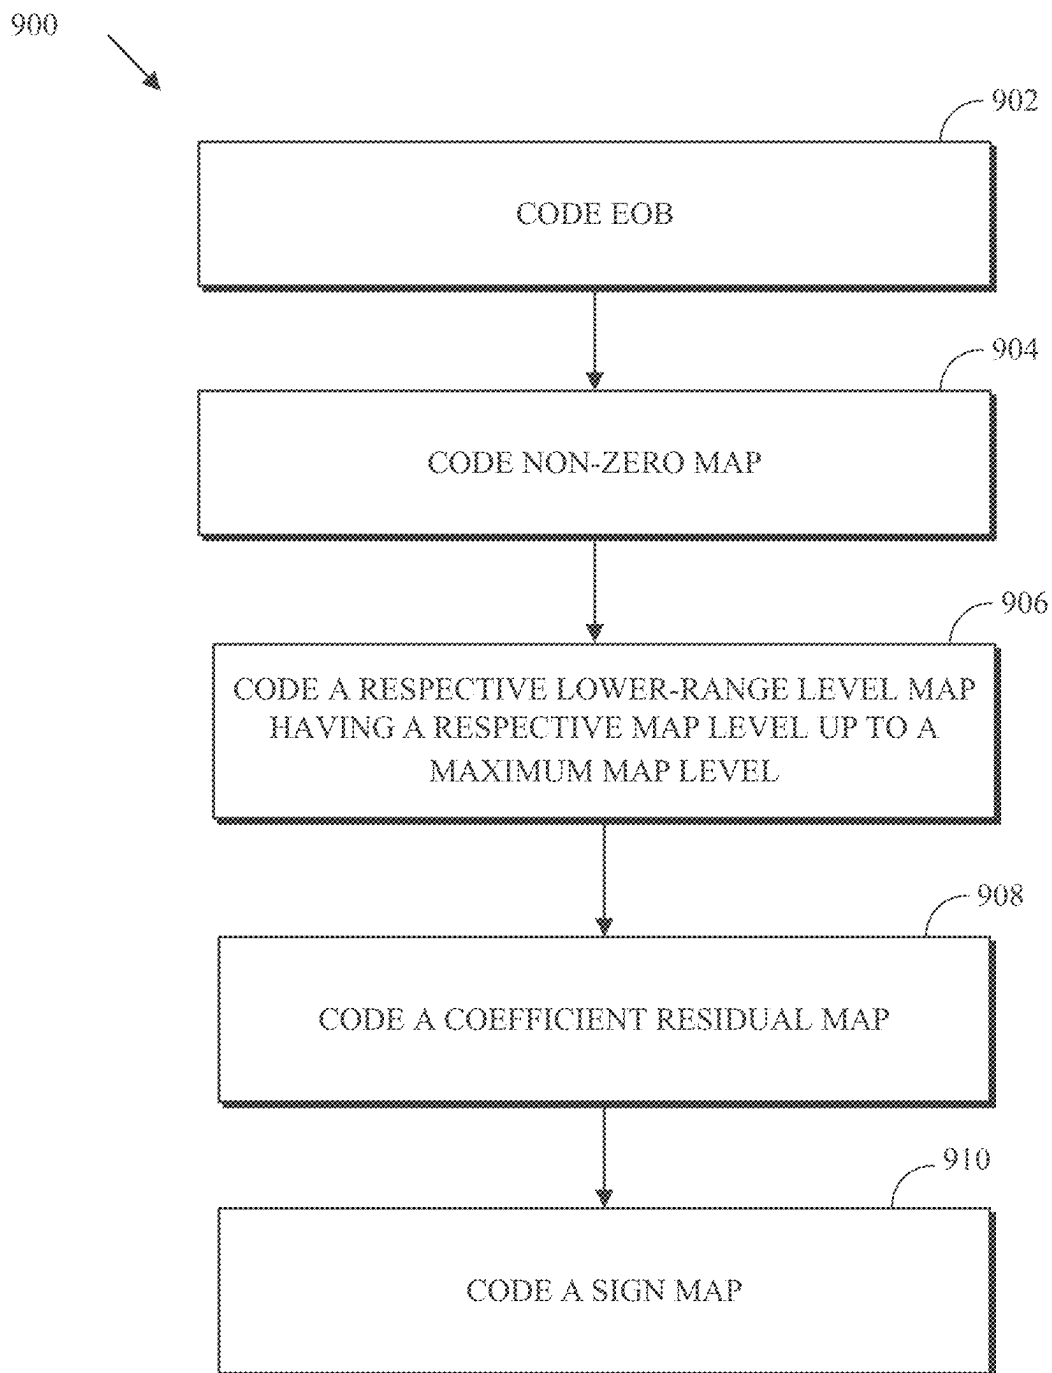 900
902
CODE EOB
904
CODE NON-ZERO MAP
906
CODE A RESPECTIVE LOWER-RANGE LEVEL MAP
HAVING A RESPECTIVE MAP LEVEL UP TO A
MAXIMUM MAP LEVEL
908
CODE A COEFFICIENT RESIDUAL MAP
910
CODE A SIGN MAP